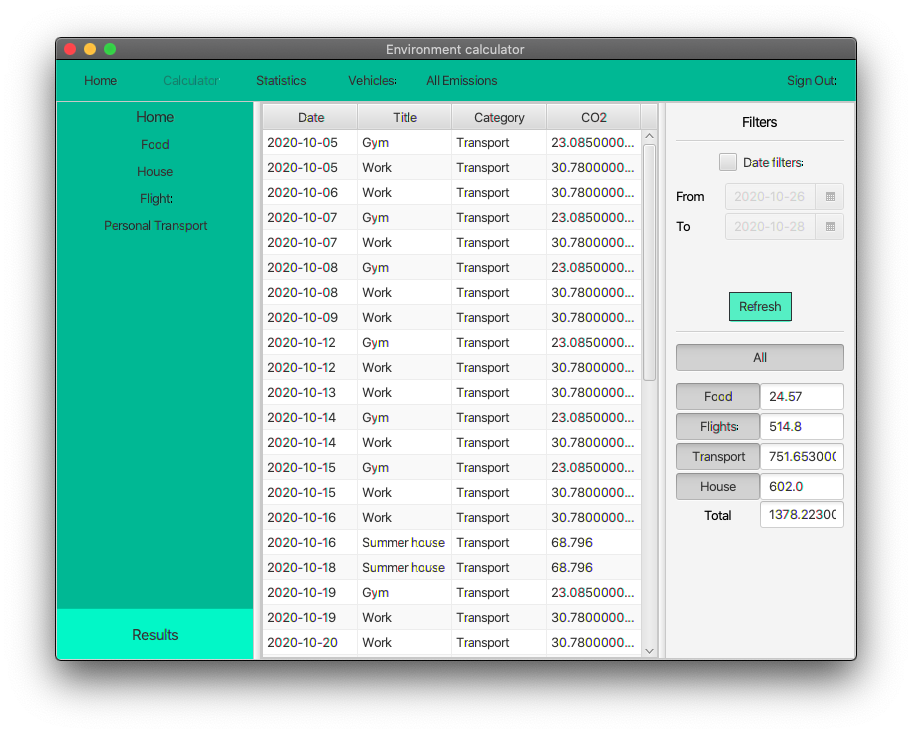 Environment calculator
Home Calculator Statistics Vehicles All Emissions Sign Out
Home
Food
House
Flight
Personal Transport
Results
Date Title Category CO2
2020-10-05 Gym Transport 23.0850000...
2020-10-05 Work Transport 30.7800000...
2020-10-06 Work Transport 30.7800000...
2020-10-07 Gym Transport 23.0850000...
2020-10-07 Work Transport 30.7800000...
2020-10-08 Gym Transport 23.0850000...
2020-10-08 Work Transport 30.7800000...
2020-10-09 Work Transport 30.7800000...
2020-10-12 Gym Transport 23.0850000...
2020-10-12 Work Transport 30.7800000...
2020-10-13 Work Transport 30.7800000...
2020-10-14 Gym Transport 23.0850000...
2020-10-14 Work Transport 30.7800000...
2020-10-15 Gym Transport 23.0850000...
2020-10-15 Work Transport 30.7800000...
2020-10-16 Work Transport 30.7800000...
2020-10-16 Summer house Transport 68.796
2020-10-18 Summer house Transport 68.796
2020-10-19 Gym Transport 23.0850000...
2020-10-19 Work Transport 30.7800000...
2020-10-20 Work Transport 30.7800000...
Filters
Date filters
From 2020-10-26
To 2020-10-28
Refresh
All
Food 24.57
Flights 514.8
Transport 751.653000
House 602.0
Total 1378.22300